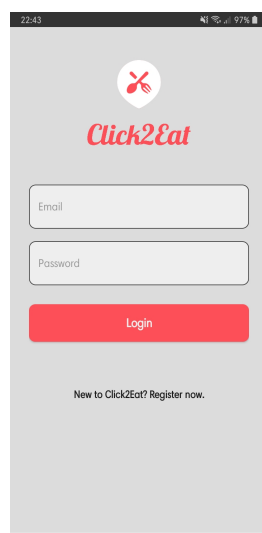 22:43 97%
Click2Eat
Email
Password
Login
New to Click2Eat? Register now.